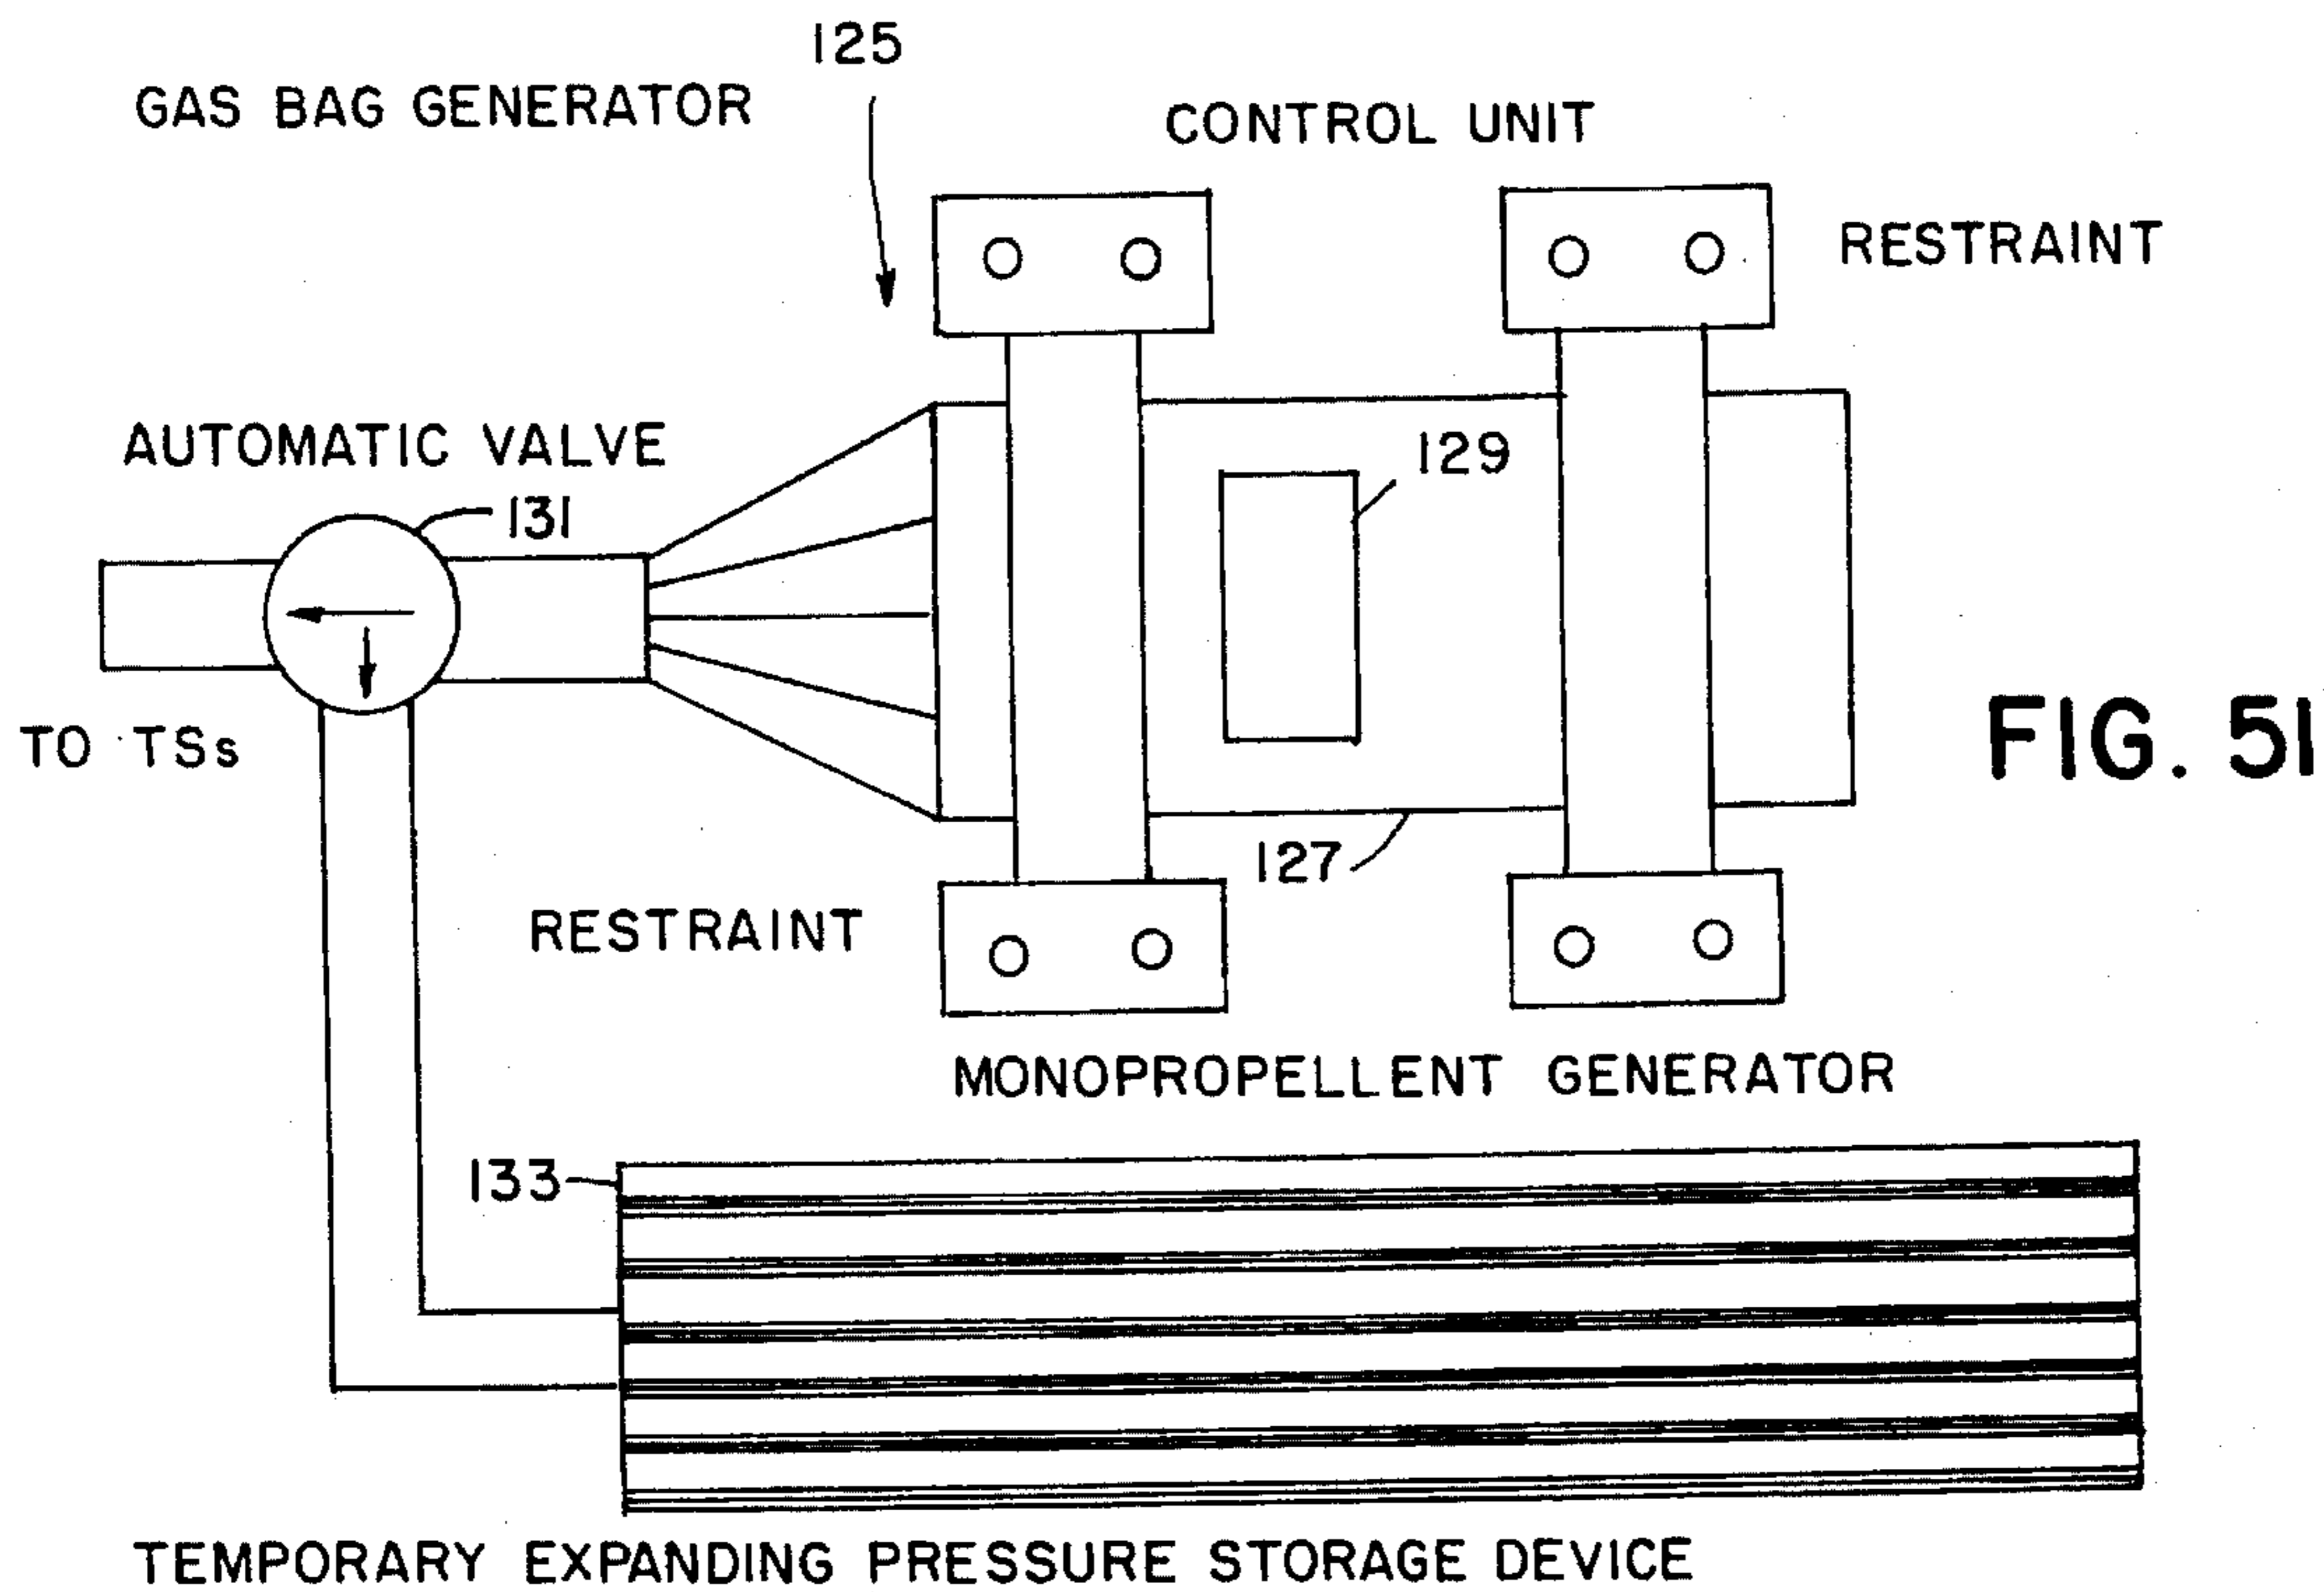 125
GAS BAG GENERATOR
CONTROL UNIT
RESTRAINT
AUTOMATIC VALVE
129
131
TO TSs
FIG. 51
127
RESTRAINT
MONOPROPELLENT GENERATOR
133
TEMPORARY EXPANDING PRESSURE STORAGE DEVICE